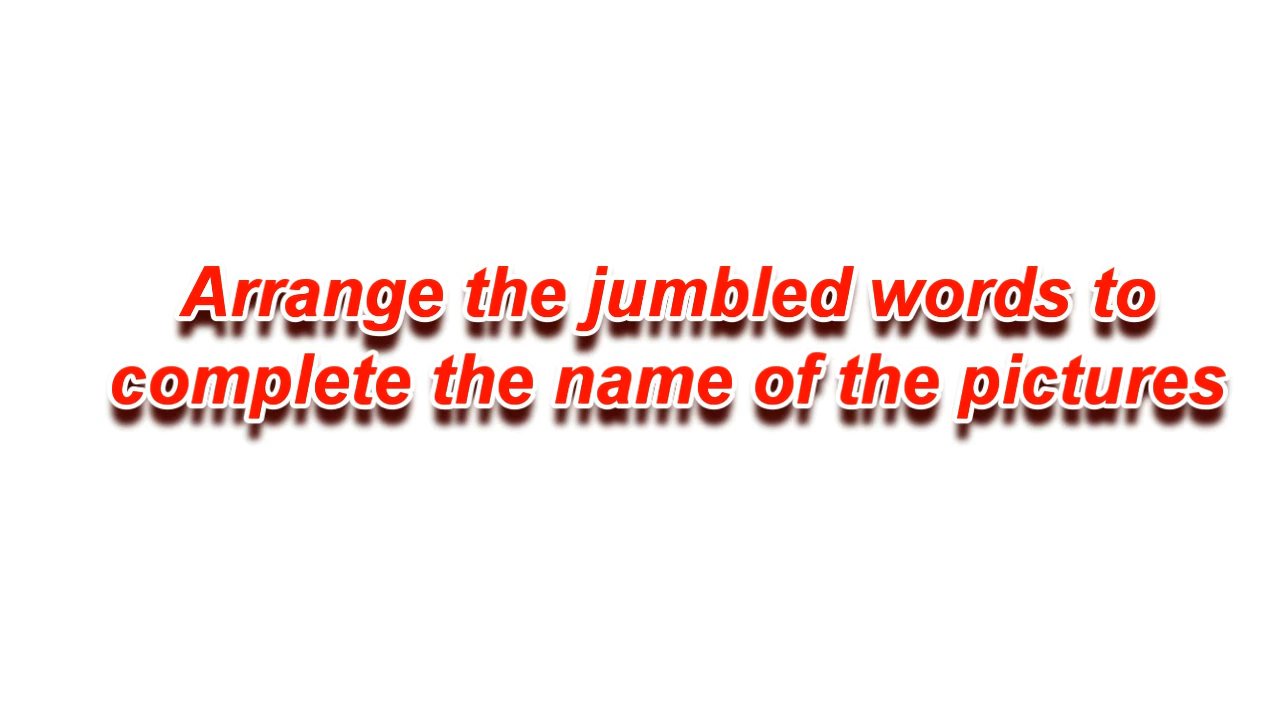 Arrange the jumbled words to
complete the name of the pictures